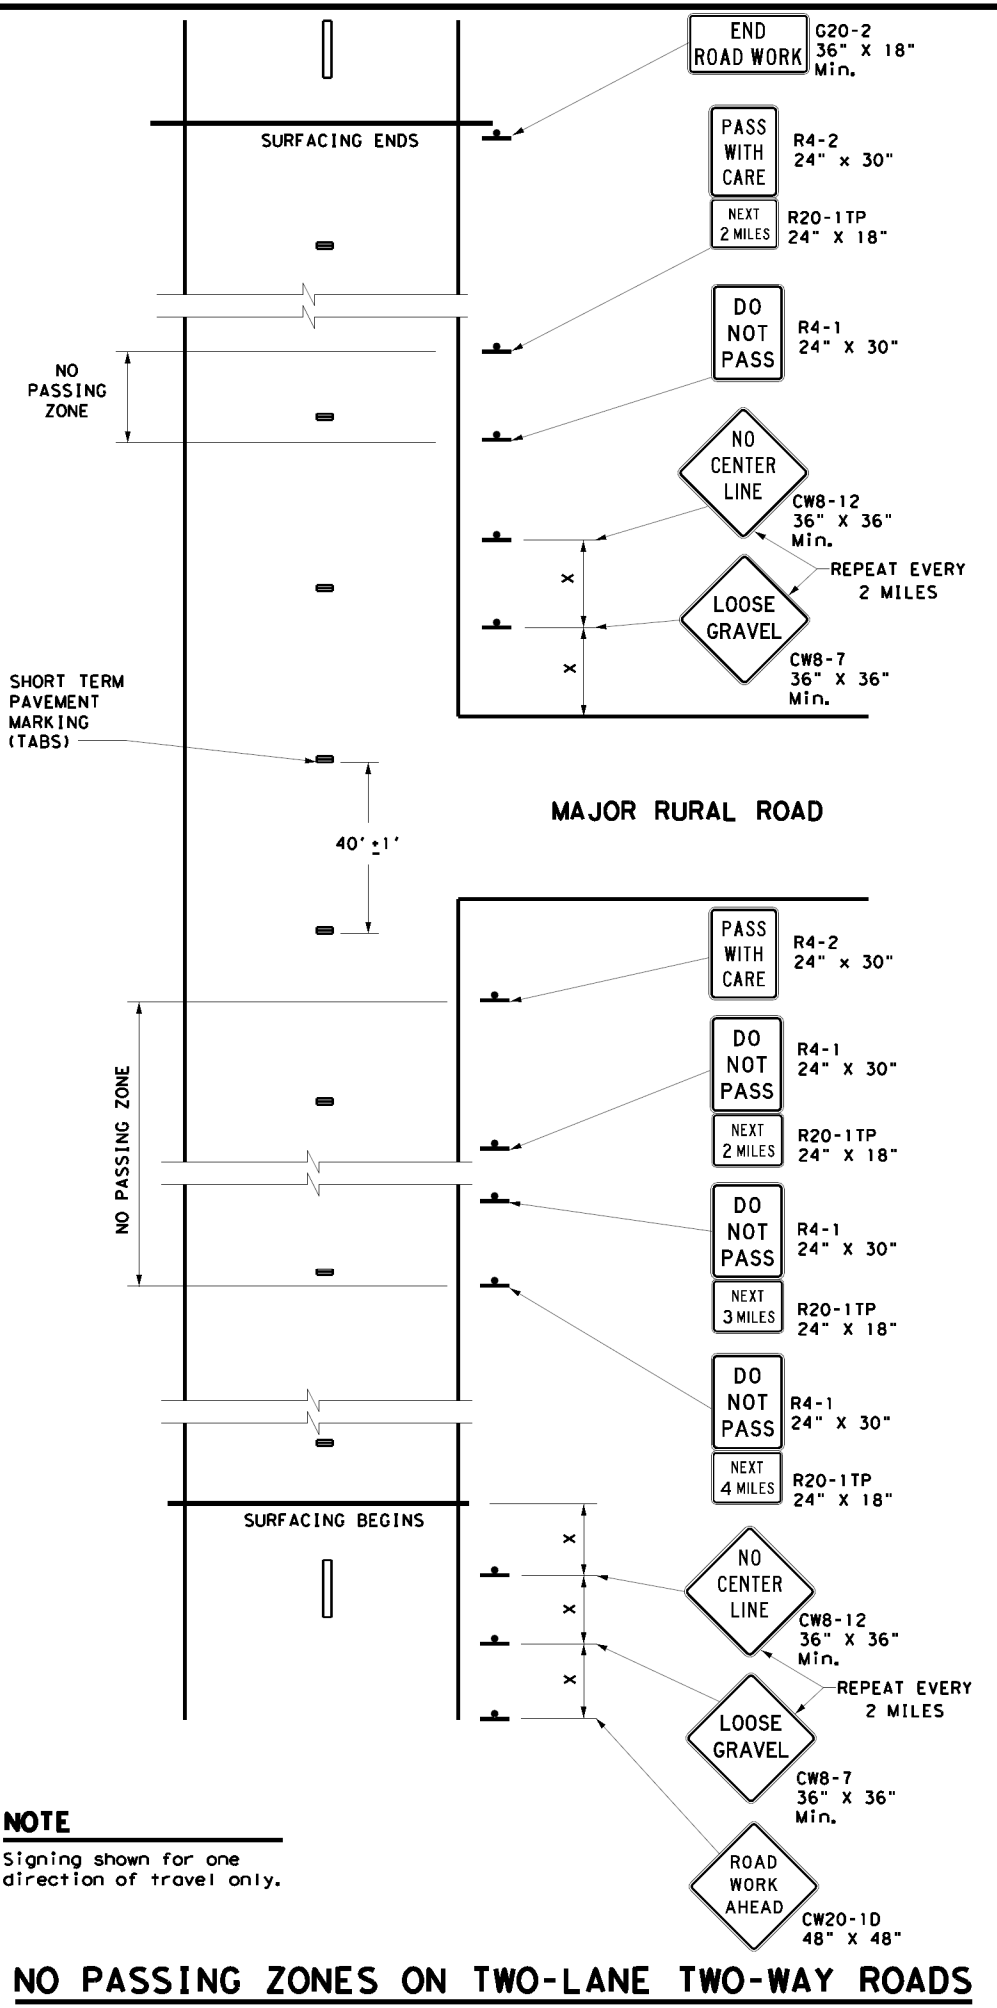 END
ROAD WORK
G20-2
36" X 18"
Min.
SURFACING ENDS
PASS
WITH
CARE
R4-2
24" x 30"
NEXT
2 MILES
R20-1TP
24" X 18"
DO
NOT
PASS
R4-1
24" X 30"
NO
PASSING
ZONE
NO
CENTER
LINE
CW8-12
36" X 36"
Min.
X
REPEAT EVERY
2 MILES
LOOSE
GRAVEL
CW8-7
36" X 36"
Min.
X
SHORT TERM
PAVEMENT
MARKING
(TABS)
MAJOR RURAL ROAD
40' ±1'
PASS
WITH
CARE
R4-2
24" x 30"
NO PASSING ZONE
DO
NOT
PASS
R4-1
24" X 30"
NEXT
2 MILES
R20-1TP
24" X 18"
DO
NOT
PASS
R4-1
24" X 30"
NEXT
3 MILES
R20-1TP
24" X 18"
DO
NOT
PASS
R4-1
24" X 30"
NEXT
4 MILES
R20-1TP
24" X 18"
SURFACING BEGINS
X
NO
CENTER
LINE
CW8-12
36" X 36"
Min.
X
REPEAT EVERY
2 MILES
X
LOOSE
GRAVEL
CW8-7
36" X 36"
Min.
ROAD
WORK
AHEAD
CW20-1D
48" X 48"
NOTE
Signing shown for one
direction of travel only.
NO PASSING ZONES ON TWO-LANE TWO-WAY ROADS